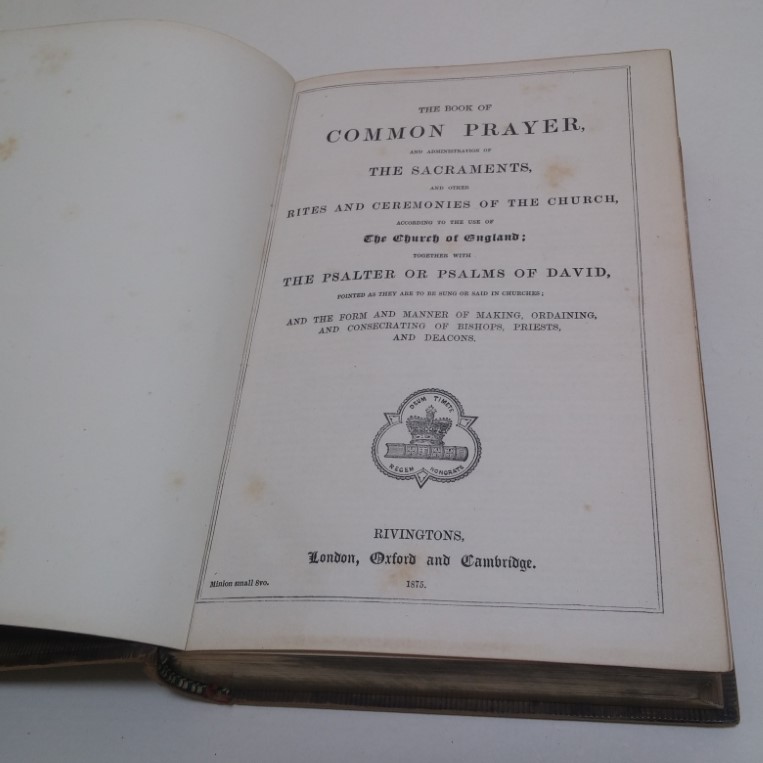 THE BOOK OF
COMMON PRAYER,
AND ADMINISTRATION OF
THE SACRAMENTS,
AND OTHER
RITES AND CEREMONIES OF THE CHURCH,
ACCORDING TO THE USE OF
The Church of England;
TOGETHER WITH
THE PSALTER OR PSALMS OF DAVID,
POINTED AS THEY ARE TO BE SUNG OR SAID IN CHURCHES;
AND THE FORM AND MANNER OF MAKING, ORDAINING,
AND CONSECRATING OF BISHOPS, PRIESTS,
AND DEACONS.
DEUM TIMETE
REGEM HONORATE
RIVINGTONS,
London, Oxford and Cambridge.
Minion small 8vo.
1875.